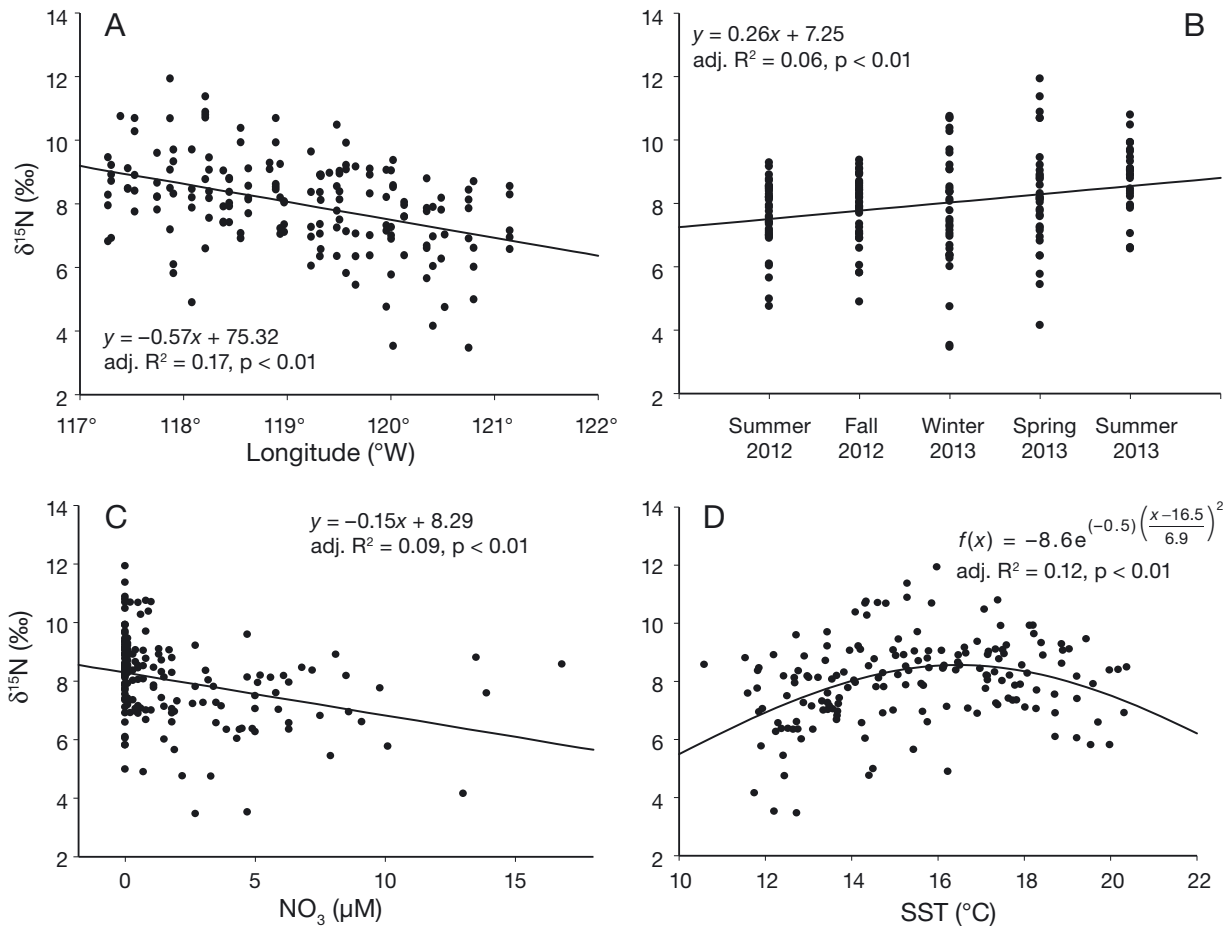 A
14
12
10
8
6
4
2
δ¹⁵N (‰)
y = −0.57x + 75.32
adj. R² = 0.17, p < 0.01
117° 118° 119° 120° 121° 122°
Longitude (°W)
B
14
12
10
8
6
4
2
y = 0.26x + 7.25
adj. R² = 0.06, p < 0.01
Summer Fall Winter Spring Summer
2012 2012 2013 2013 2013
C
14
12
10
8
6
4
2
δ¹⁵N (‰)
y = −0.15x + 8.29
adj. R² = 0.09, p < 0.01
0 5 10 15
NO₃ (µM)
D
14
12
10
8
6
4
2
f(x) = −8.6e^(−0.5)((x−16.5)/6.9)²
adj. R² = 0.12, p < 0.01
10 12 14 16 18 20 22
SST (°C)